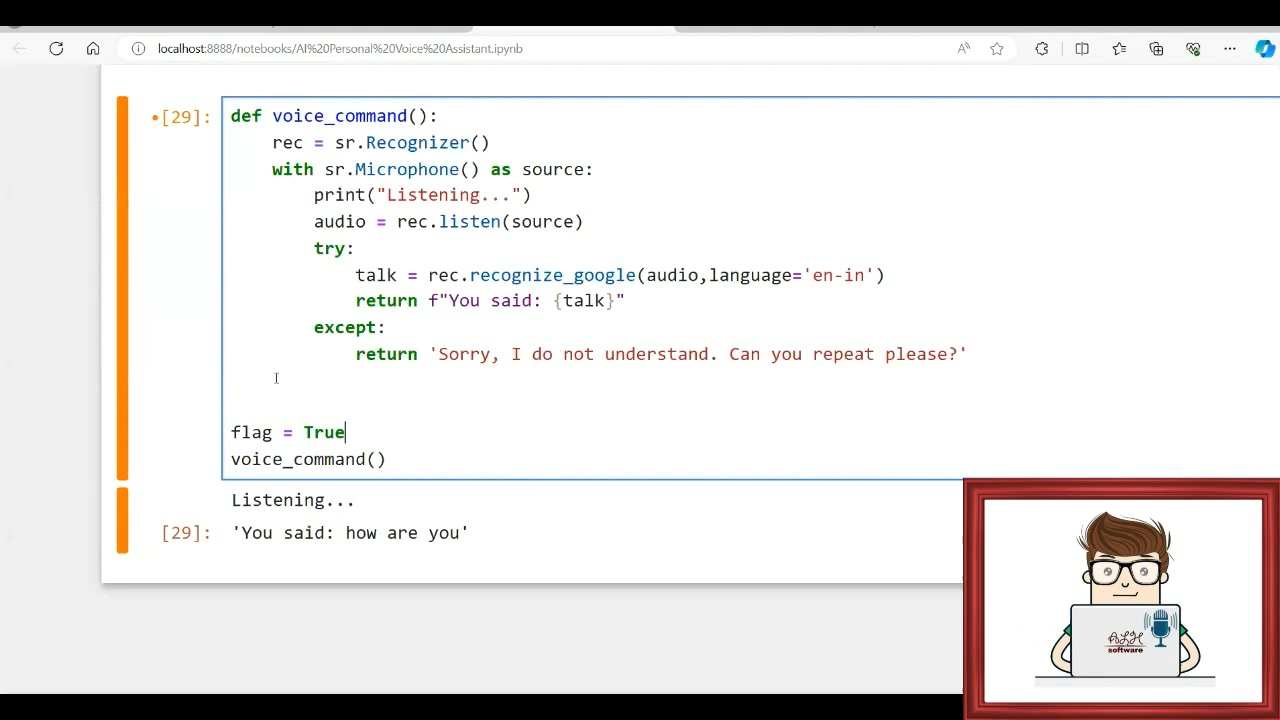 localhost:8888/notebooks/AI%20Personal%20Voice%20Assistant.ipynb
•[29]:
def voice_command():
    rec = sr.Recognizer()
    with sr.Microphone() as source:
        print("Listening...")
        audio = rec.listen(source)
        try:
            talk = rec.recognize_google(audio,language='en-in')
            return f"You said: {talk}"
        except:
            return 'Sorry, I do not understand. Can you repeat please?'
flag = True
voice_command()
Listening...
[29]: 'You said: how are you'
ALH
software